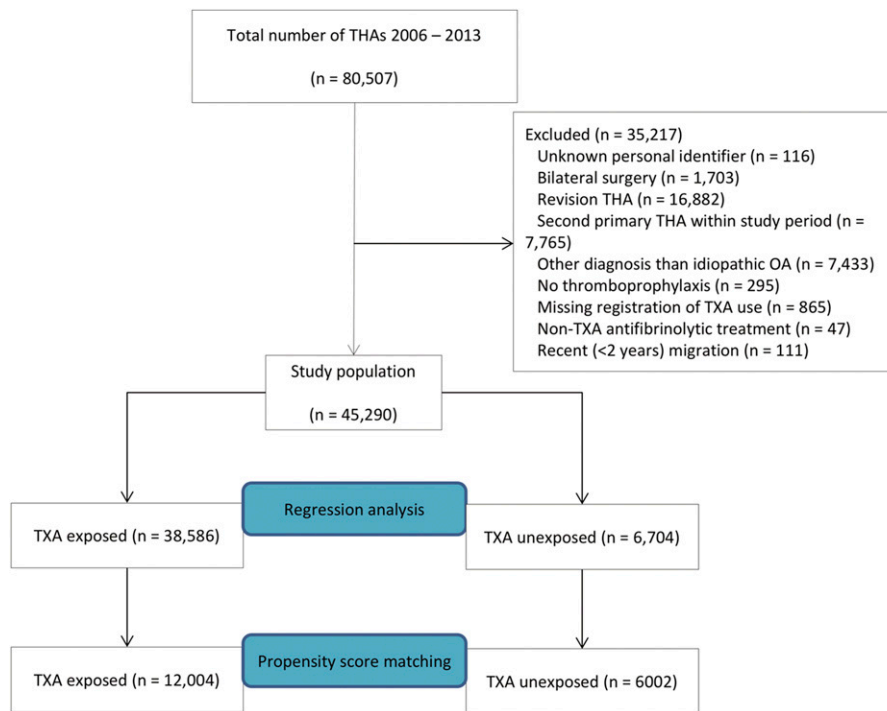 Total number of THAs 2006 – 2013
(n = 80,507)
Excluded (n = 35,217)
Unknown personal identifier (n = 116)
Bilateral surgery (n = 1,703)
Revision THA (n = 16,882)
Second primary THA within study period (n =
7,765)
Other diagnosis than idiopathic OA (n = 7,433)
No thromboprophylaxis (n = 295)
Missing registration of TXA use (n = 865)
Non-TXA antifibrinolytic treatment (n = 47)
Recent (<2 years) migration (n = 111)
Study population
(n = 45,290)
Regression analysis
TXA exposed (n = 38,586)
TXA unexposed (n = 6,704)
Propensity score matching
TXA exposed (n = 12,004)
TXA unexposed (n = 6002)